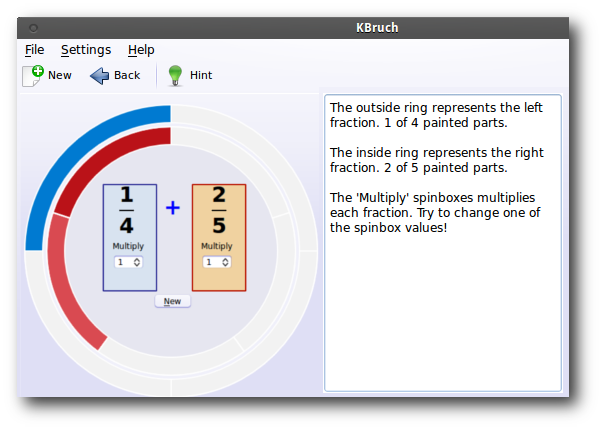 KBruch
File Settings Help
New Back Hint
1 + 2
4 5
Multiply Multiply
1 1
New
The outside ring represents the left
fraction. 1 of 4 painted parts.
The inside ring represents the right
fraction. 2 of 5 painted parts.
The 'Multiply' spinboxes multiplies
each fraction. Try to change one of
the spinbox values!